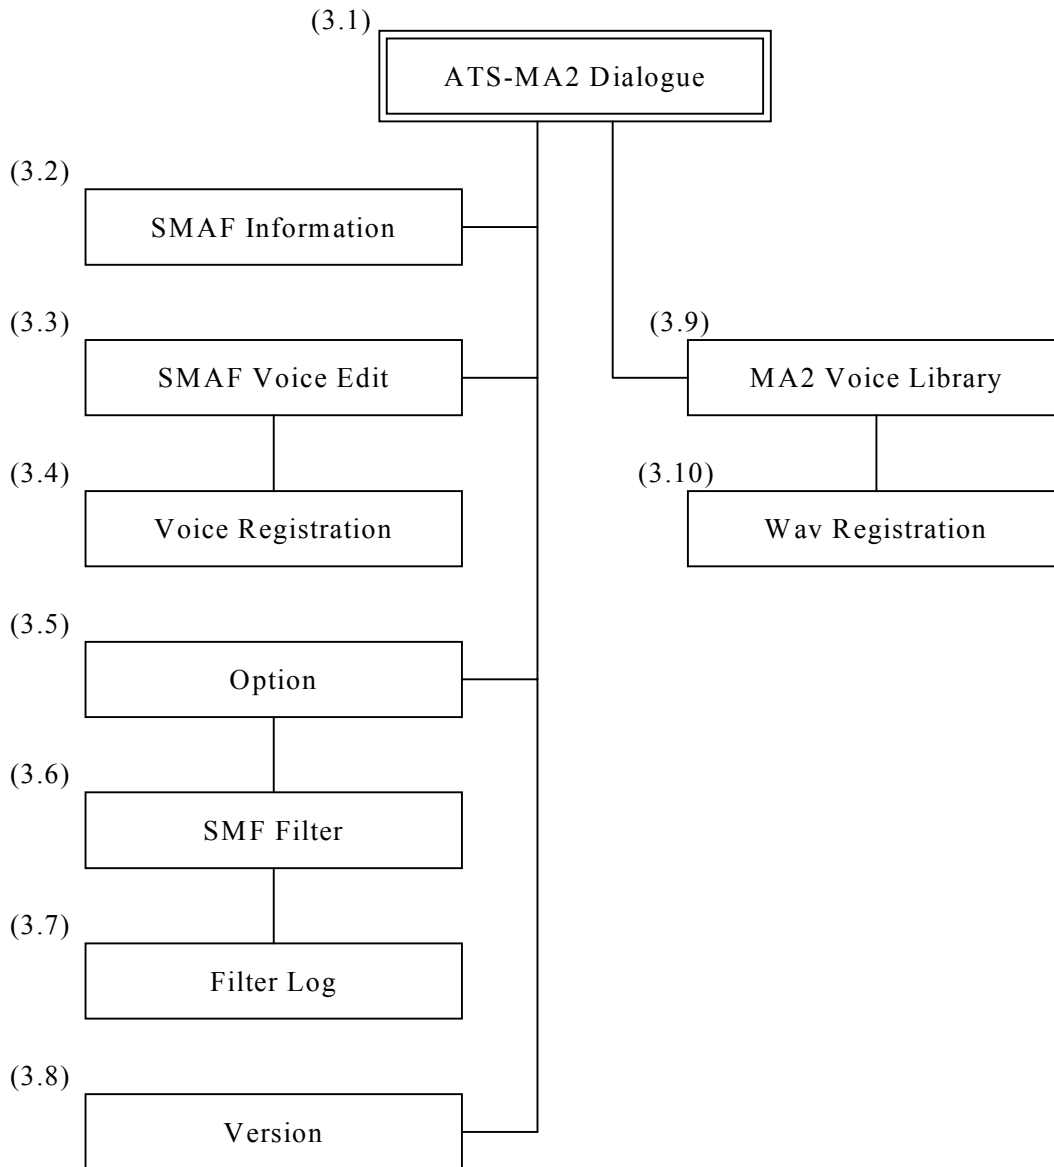 (3.1)
ATS-MA2 Dialogue
(3.2)
SMAF Information
(3.3)
SMAF Voice Edit
(3.9)
MA2 Voice Library
(3.4)
Voice Registration
(3.10)
Wav Registration
(3.5)
Option
(3.6)
SMF Filter
(3.7)
Filter Log
(3.8)
Version